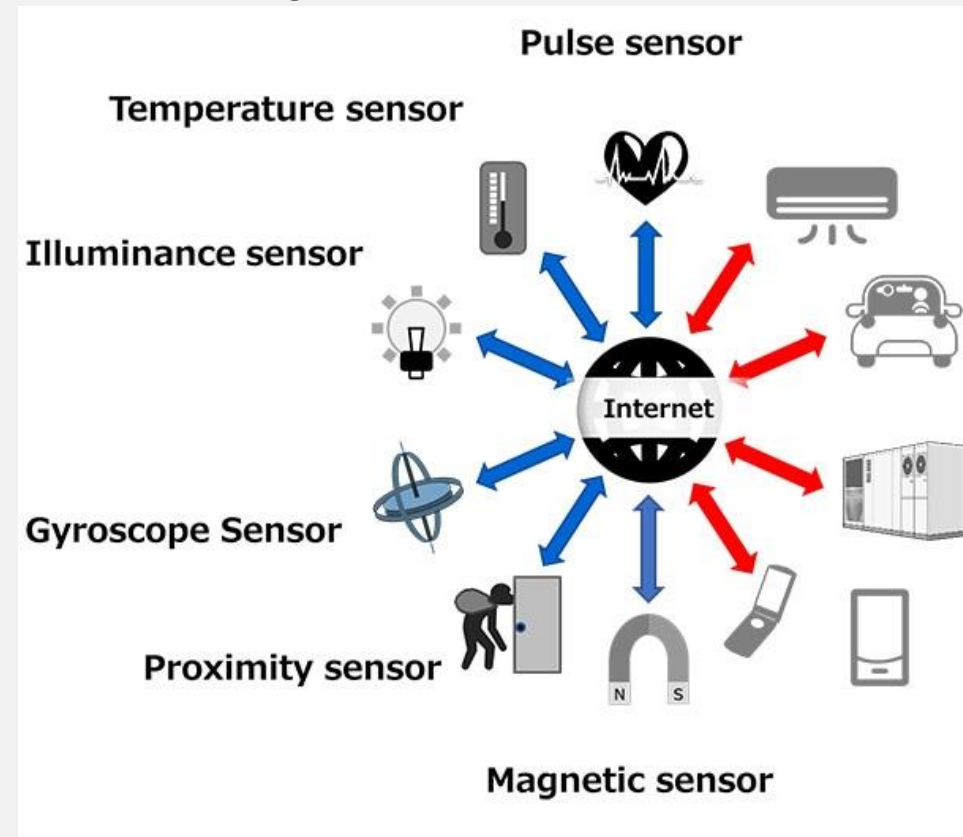 Pulse sensor
Temperature sensor
Illuminance sensor
Internet
Gyroscope Sensor
Proximity sensor
N S
Magnetic sensor